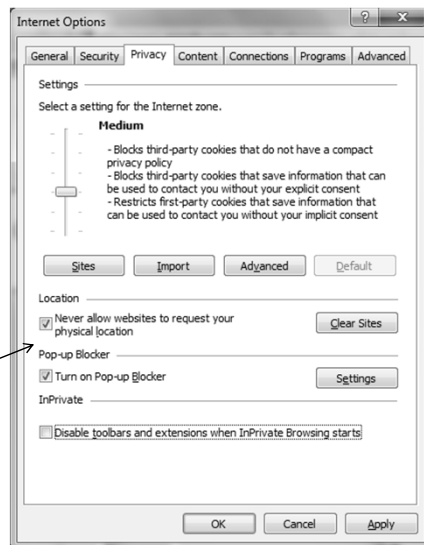 Internet Options
General Security Privacy Content Connections Programs Advanced
Settings
Select a setting for the Internet zone.
Medium
- Blocks third-party cookies that do not have a compact
privacy policy
- Blocks third-party cookies that save information that can
be used to contact you without your explicit consent
- Restricts first-party cookies that save information that
can be used to contact you without your implicit consent
Sites Import Advanced Default
Location
Never allow websites to request your
physical location
Clear Sites
Pop-up Blocker
Turn on Pop-up Blocker
Settings
InPrivate
Disable toolbars and extensions when InPrivate Browsing starts
OK Cancel Apply